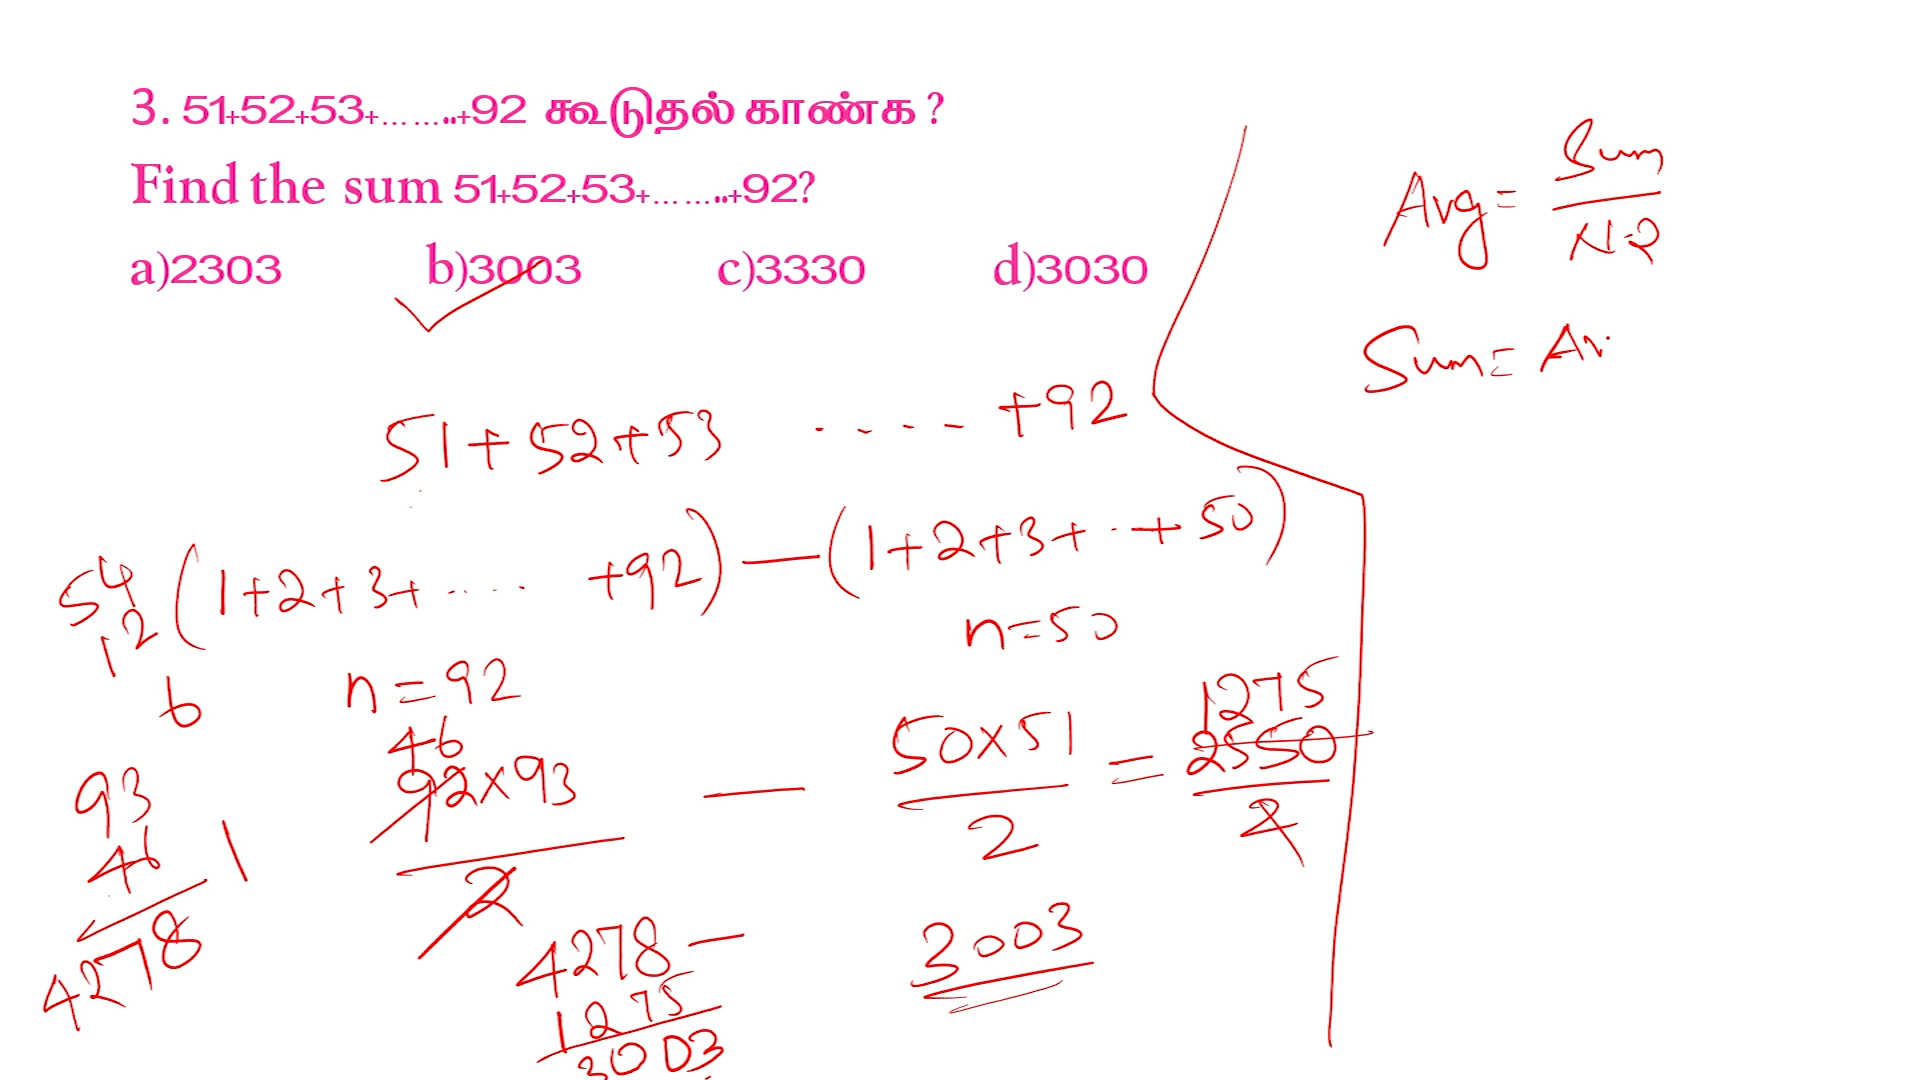 3. 51+52+53+........+92 கூடுதல் காண்க ?
Find the sum 51+52+53+........+92?
a)2303 b)3003 c)3330 d)3030
Avg = Sum / N.
Sum = Av
51+52+53 ..... +92
(1+2+3+ .... +92) — (1+2+3+..+50)
54
12
6
n=92
n=50
46
92×93 / 2 — 50×51 / 2 = 2550 / 2
1275
93
46
4278
1
4278 —
1275
3003
3003